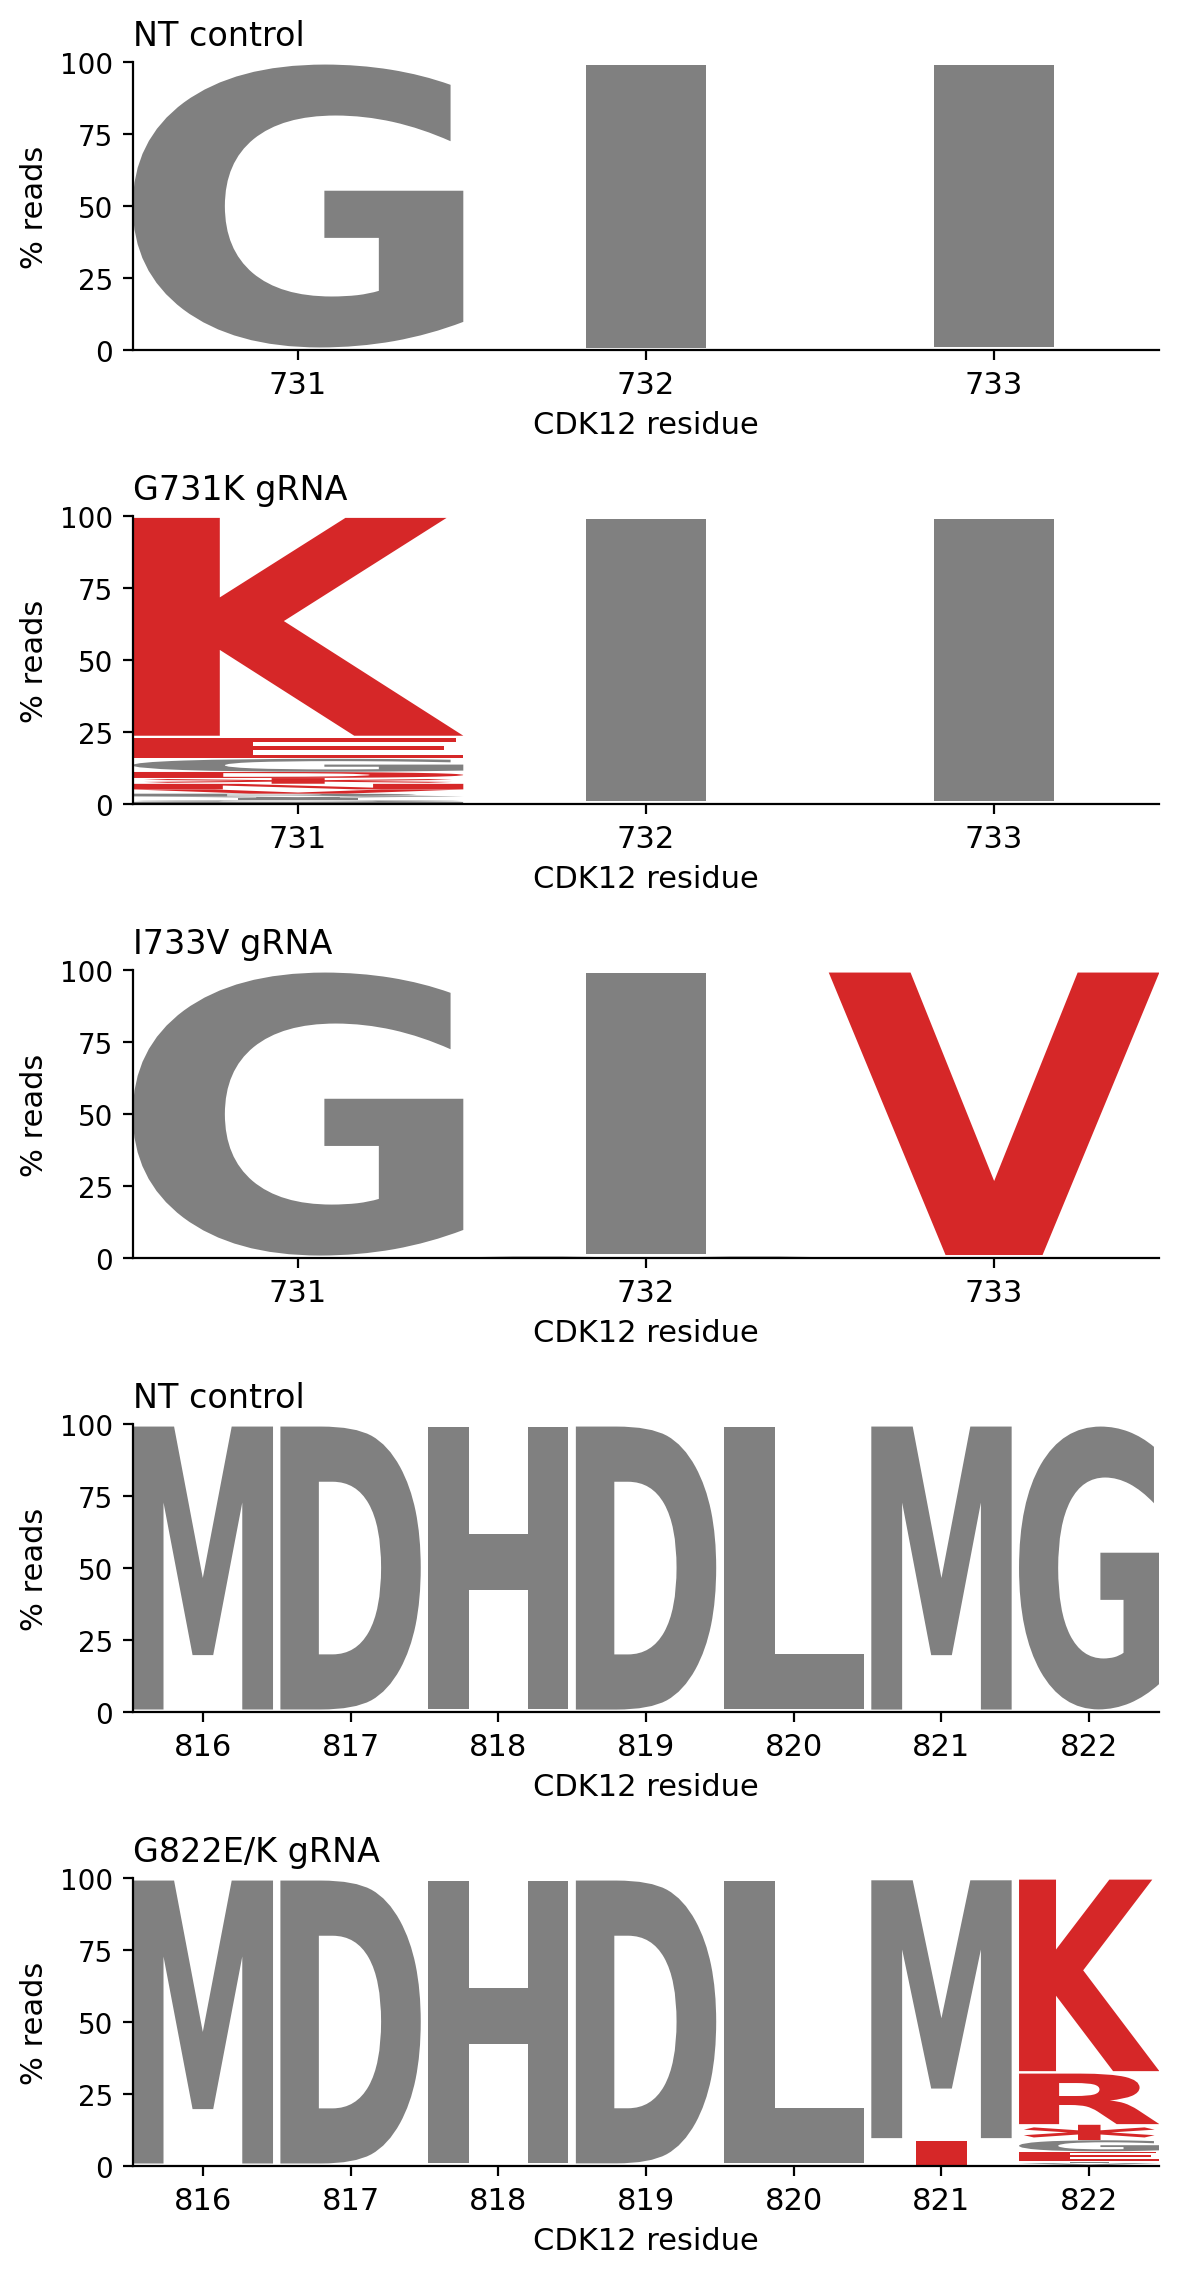 NT control
100
75
50
25
0
% reads
G I I
731 732 733
CDK12 residue
G731K gRNA
100
75
50
25
0
% reads
K I I
E
G
731 732 733
CDK12 residue
I733V gRNA
100
75
50
25
0
% reads
G I V
731 732 733
CDK12 residue
NT control
100
75
50
25
0
% reads
M D H D L M G
816 817 818 819 820 821 822
CDK12 residue
G822E/K gRNA
100
75
50
25
0
% reads
M D H D L M K
I R
G
E
816 817 818 819 820 821 822
CDK12 residue